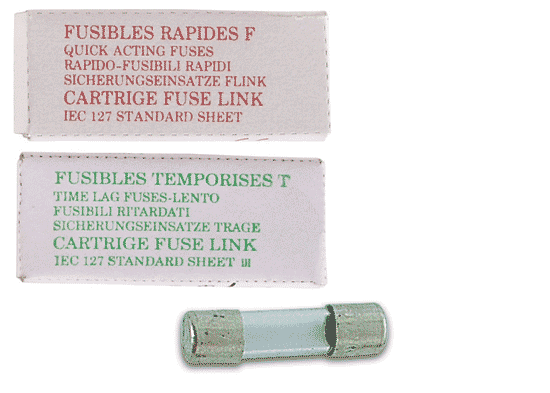 FUSIBLES RAPIDES F
QUICK ACTING FUSES
RAPIDO-FUSIBILI RAPIDI
SICHERUNGSEINSATZE FLINK
CARTRIGE FUSE LINK
IEC 127 STANDARD SHEET
FUSIBLES TEMPORISES T
TIME LAG FUSES-LENTO
FUSIBILI RITARDATI
SICHERUNGSEINSATZE TRAGE
CARTRIGE FUSE LINK
IEC 127 STANDARD SHEET III